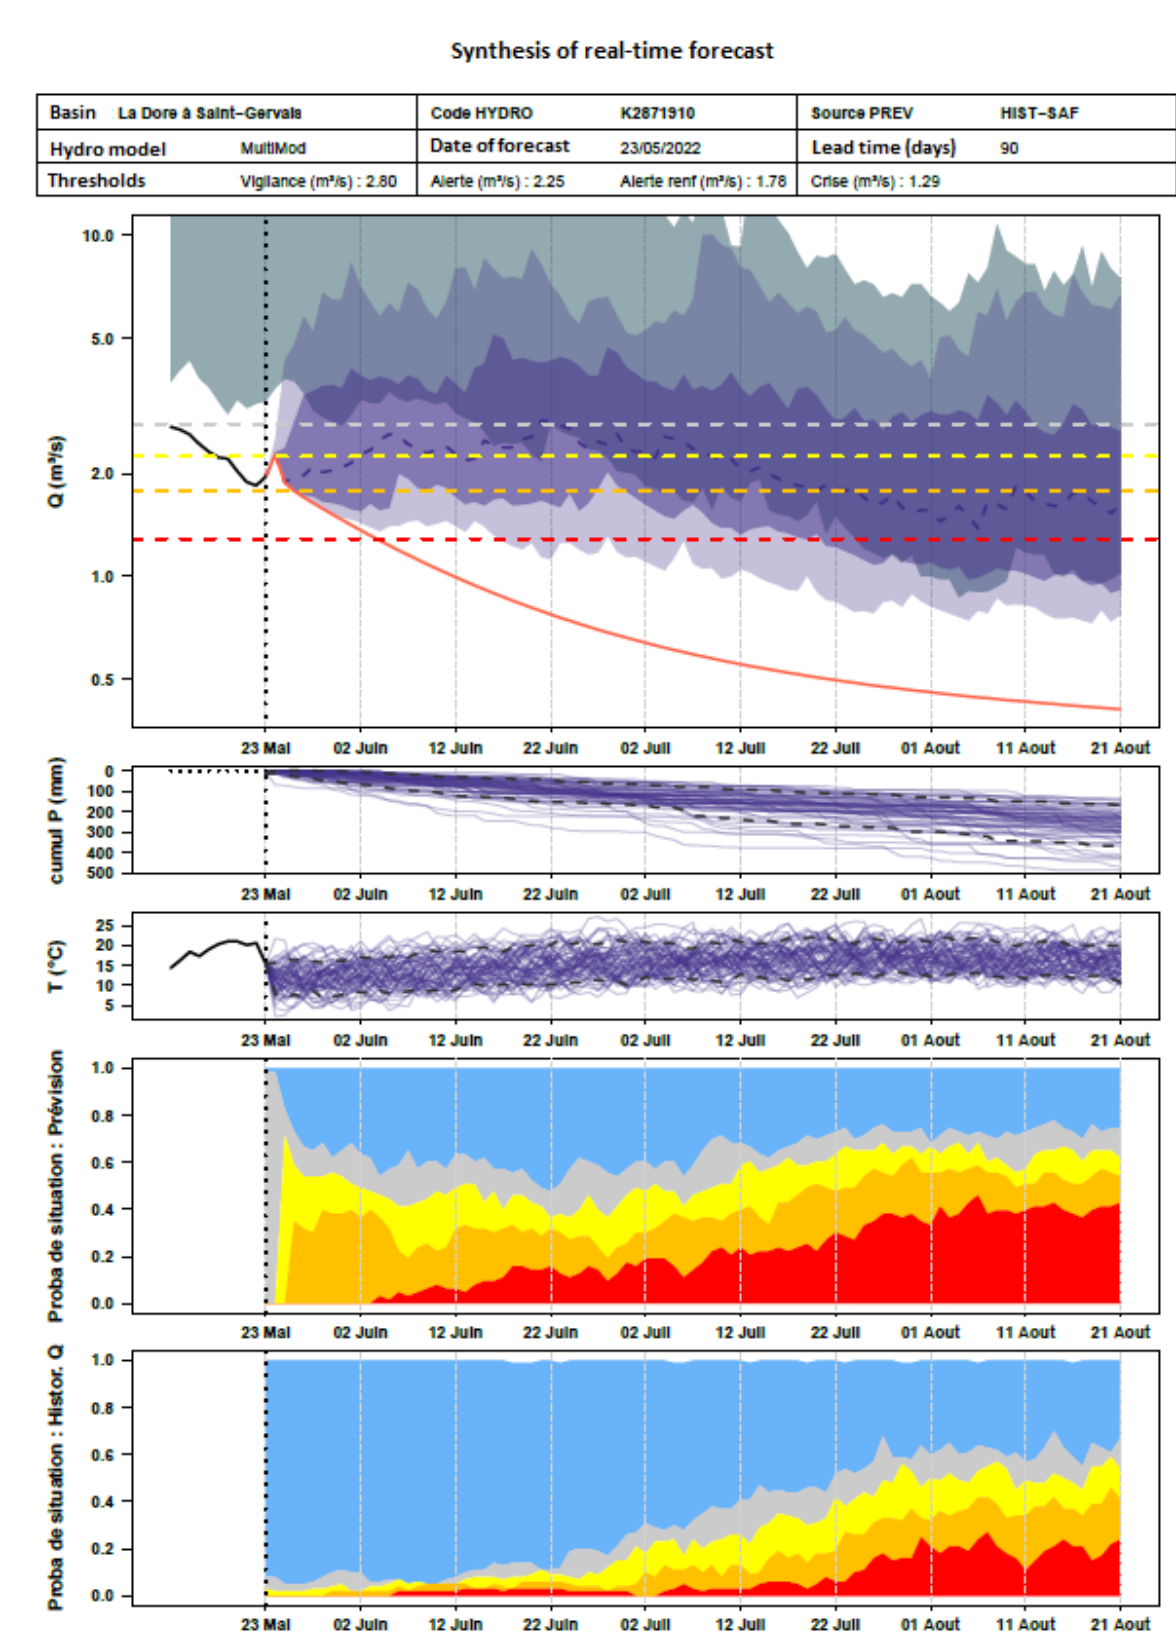 Synthesis of real-time forecast
Basin La Dore à Saint-Gervais Code HYDRO K2871910 Source PREV HIST-SAF
Hydro model MultiMod Date of forecast 23/05/2022 Lead time (days) 90
Thresholds Vigilance (m³/s) : 2.80 Alerte (m³/s) : 2.25 Alerte renf (m³/s) : 1.78 Crise (m³/s) : 1.29
Q (m³/s)
10.0
5.0
2.0
1.0
0.5
23 Mai 02 Juin 12 Juin 22 Juin 02 Juil 12 Juil 22 Juil 01 Aout 11 Aout 21 Aout
cumul P (mm)
0
100
200
300
400
500
23 Mai 02 Juin 12 Juin 22 Juin 02 Juil 12 Juil 22 Juil 01 Aout 11 Aout 21 Aout
T (°C)
25
20
15
10
5
23 Mai 02 Juin 12 Juin 22 Juin 02 Juil 12 Juil 22 Juil 01 Aout 11 Aout 21 Aout
Proba de situation : Prévision
1.0
0.8
0.6
0.4
0.2
0.0
23 Mai 02 Juin 12 Juin 22 Juin 02 Juil 12 Juil 22 Juil 01 Aout 11 Aout 21 Aout
Proba de situation : Histor. Q
1.0
0.8
0.6
0.4
0.2
0.0
23 Mai 02 Juin 12 Juin 22 Juin 02 Juil 12 Juil 22 Juil 01 Aout 11 Aout 21 Aout